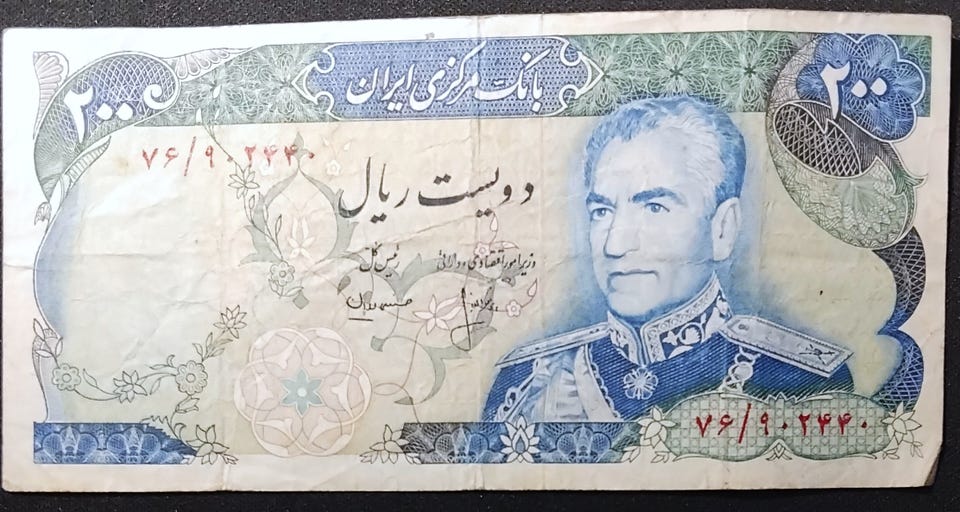 بانک مرکزی ایران
۲۰۰
۲۰۰
۷۶/۹۰۲۴۴۰
دویست ریال
وزیر امور اقتصادی و دارائی
رئیس کل
۷۶/۹۰۲۴۴۰